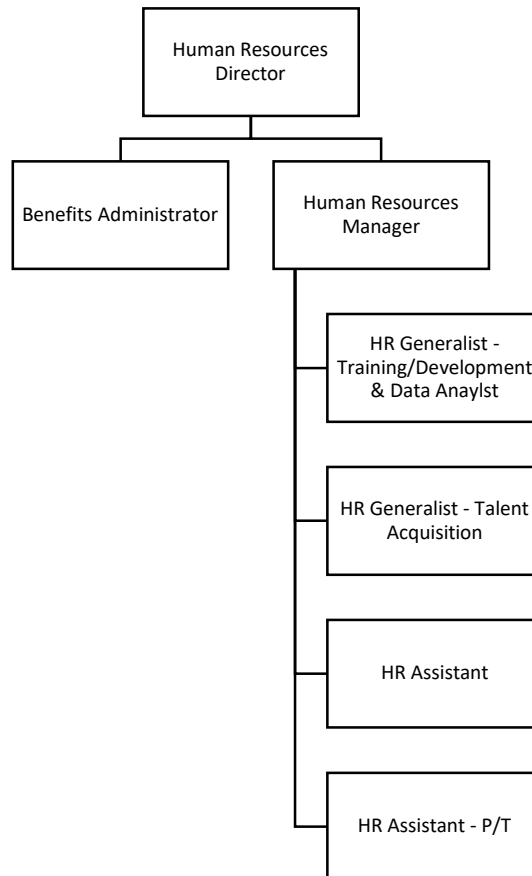 Human Resources
Director
Benefits Administrator
Human Resources
Manager
HR Generalist -
Training/Development
& Data Anaylst
HR Generalist - Talent
Acquisition
HR Assistant
HR Assistant - P/T